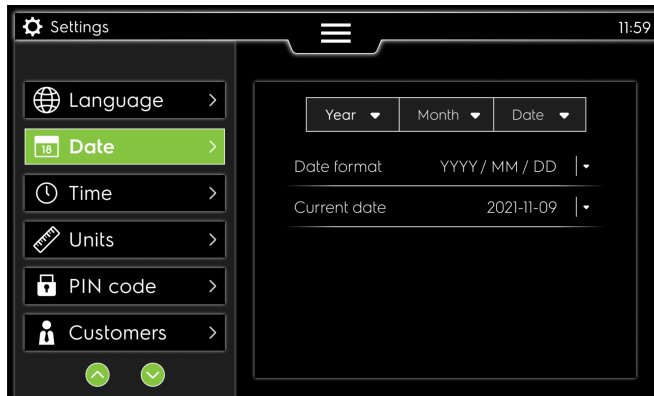 Settings
11:59
Language
18 Date
Time
Units
PIN code
Customers
Year Month Date
Date format YYYY / MM / DD
Current date 2021-11-09